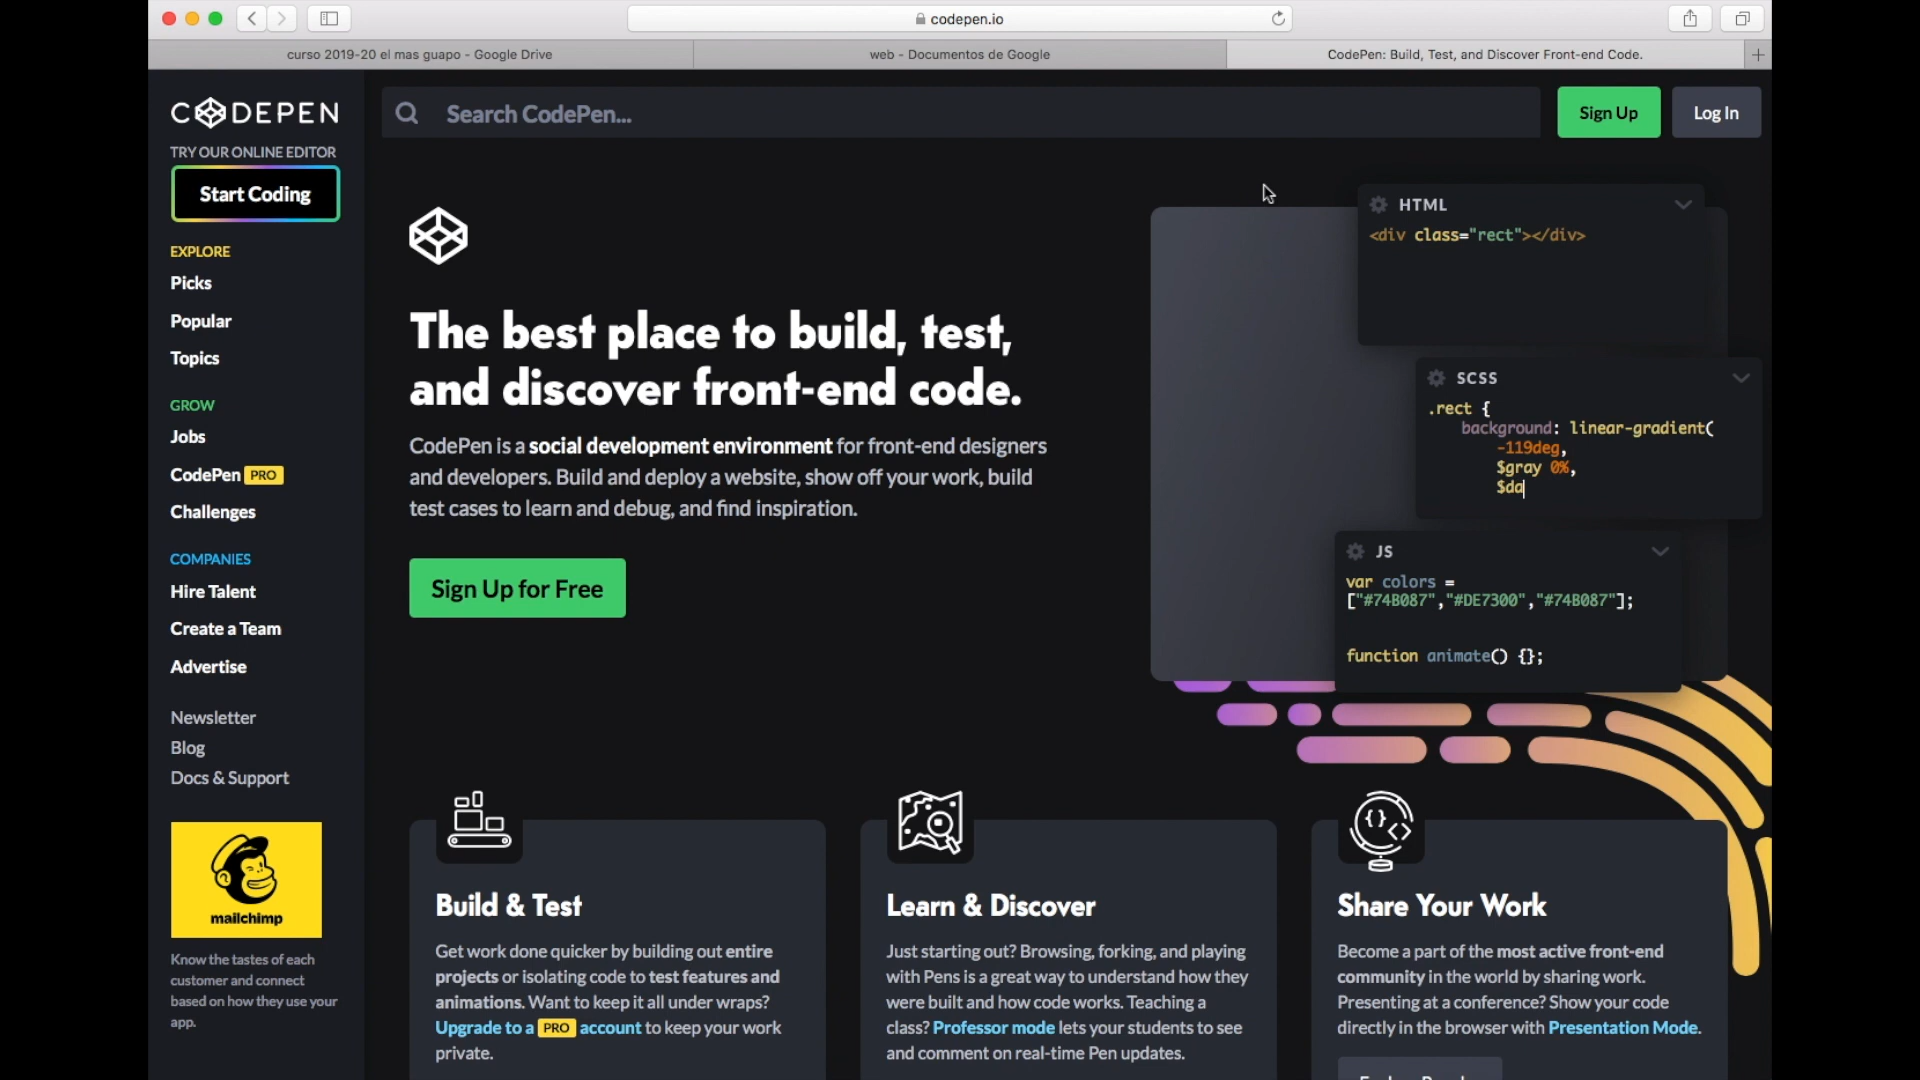 codepen.io
curso 2019-20 el mas guapo - Google Drive
web - Documentos de Google
CodePen: Build, Test, and Discover Front-end Code.
CODEPEN
TRY OUR ONLINE EDITOR
Start Coding
EXPLORE
Picks
Popular
Topics
GROW
Jobs
CodePen PRO
Challenges
COMPANIES
Hire Talent
Create a Team
Advertise
Newsletter
Blog
Docs & Support
mailchimp
Know the tastes of each
customer and connect
based on how they use your
app.
Search CodePen...
Sign Up
Log In
The best place to build, test,
and discover front-end code.
CodePen is a social development environment for front-end designers
and developers. Build and deploy a website, show off your work, build
test cases to learn and debug, and find inspiration.
Sign Up for Free
HTML
<div class="rect"></div>
SCSS
.rect {
background: linear-gradient(
-119deg,
$gray 0%,
$da
JS
var colors =
["#74B087","#DE7300","#74B087"];
function animate() {};
Build & Test
Get work done quicker by building out entire
projects or isolating code to test features and
animations. Want to keep it all under wraps?
Upgrade to a PRO account to keep your work
private.
Learn & Discover
Just starting out? Browsing, forking, and playing
with Pens is a great way to understand how they
were built and how code works. Teaching a
class? Professor mode lets your students to see
and comment on real-time Pen updates.
Share Your Work
Become a part of the most active front-end
community in the world by sharing work.
Presenting at a conference? Show your code
directly in the browser with Presentation Mode.